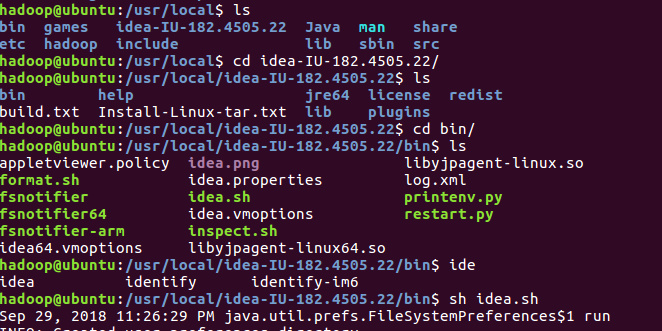 hadoop@ubuntu:/usr/local$ ls
bin games idea-IU-182.4505.22 Java man share
etc hadoop include lib sbin src
hadoop@ubuntu:/usr/local$ cd idea-IU-182.4505.22/
hadoop@ubuntu:/usr/local/idea-IU-182.4505.22$ ls
bin help jre64 license redist
build.txt Install-Linux-tar.txt lib plugins
hadoop@ubuntu:/usr/local/idea-IU-182.4505.22$ cd bin/
hadoop@ubuntu:/usr/local/idea-IU-182.4505.22/bin$ ls
appletviewer.policy idea.png libyjpagent-linux.so
format.sh idea.properties log.xml
fsnotifier idea.sh printenv.py
fsnotifier64 idea.vmoptions restart.py
fsnotifier-arm inspect.sh
idea64.vmoptions libyjpagent-linux64.so
hadoop@ubuntu:/usr/local/idea-IU-182.4505.22/bin$ ide
idea identify identify-im6
hadoop@ubuntu:/usr/local/idea-IU-182.4505.22/bin$ sh idea.sh
Sep 29, 2018 11:26:29 PM java.util.prefs.FileSystemPreferences$1 run
INFO: Created user preferences directory.